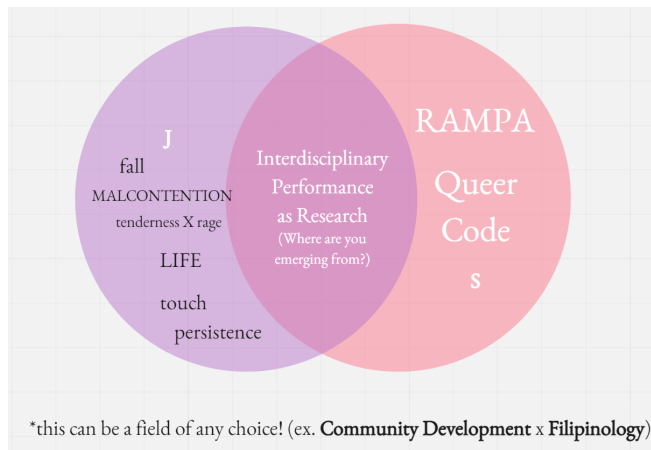 J
fall
MALCONTENTION
tenderness X rage
LIFE
touch
persistence
Interdisciplinary
Performance
as Research
(Where are you
emerging from?)
RAMPA
Queer
Code
s
*this can be a field of any choice! (ex. Community Development x Filipinology)